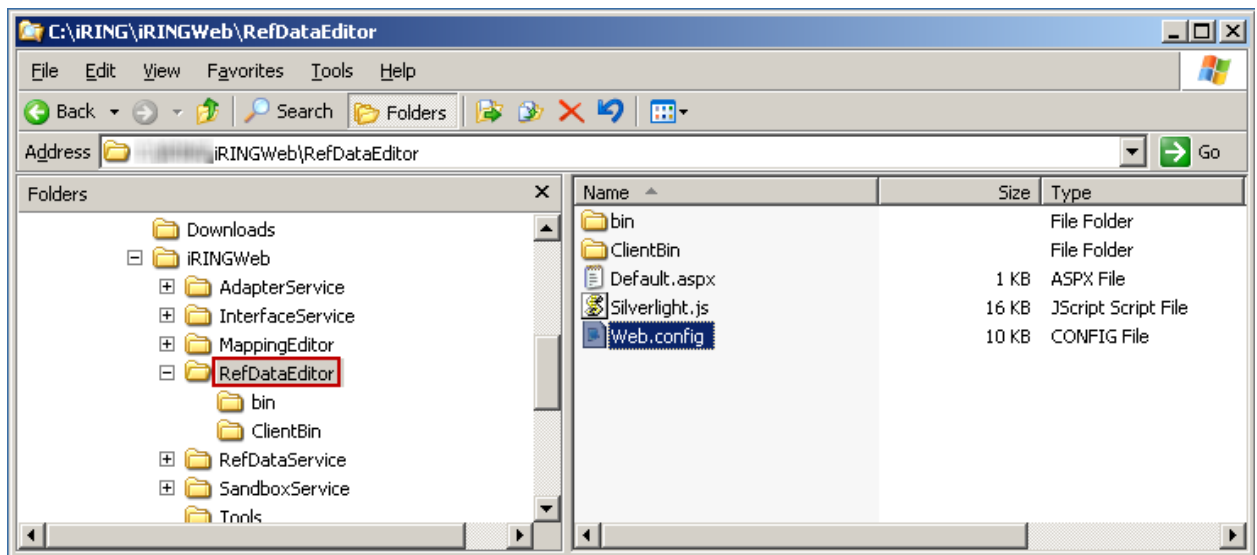 C:\iRING\iRINGWeb\RefDataEditor
File Edit View Favorites Tools Help
Back Search Folders
Address iRINGWeb\RefDataEditor Go
Folders
Downloads
iRINGWeb
AdapterService
InterfaceService
MappingEditor
RefDataEditor
bin
ClientBin
RefDataService
SandboxService
Tools
Name Size Type
bin File Folder
ClientBin File Folder
Default.aspx 1 KB ASPX File
Silverlight.js 16 KB JScript Script File
Web.config 10 KB CONFIG File